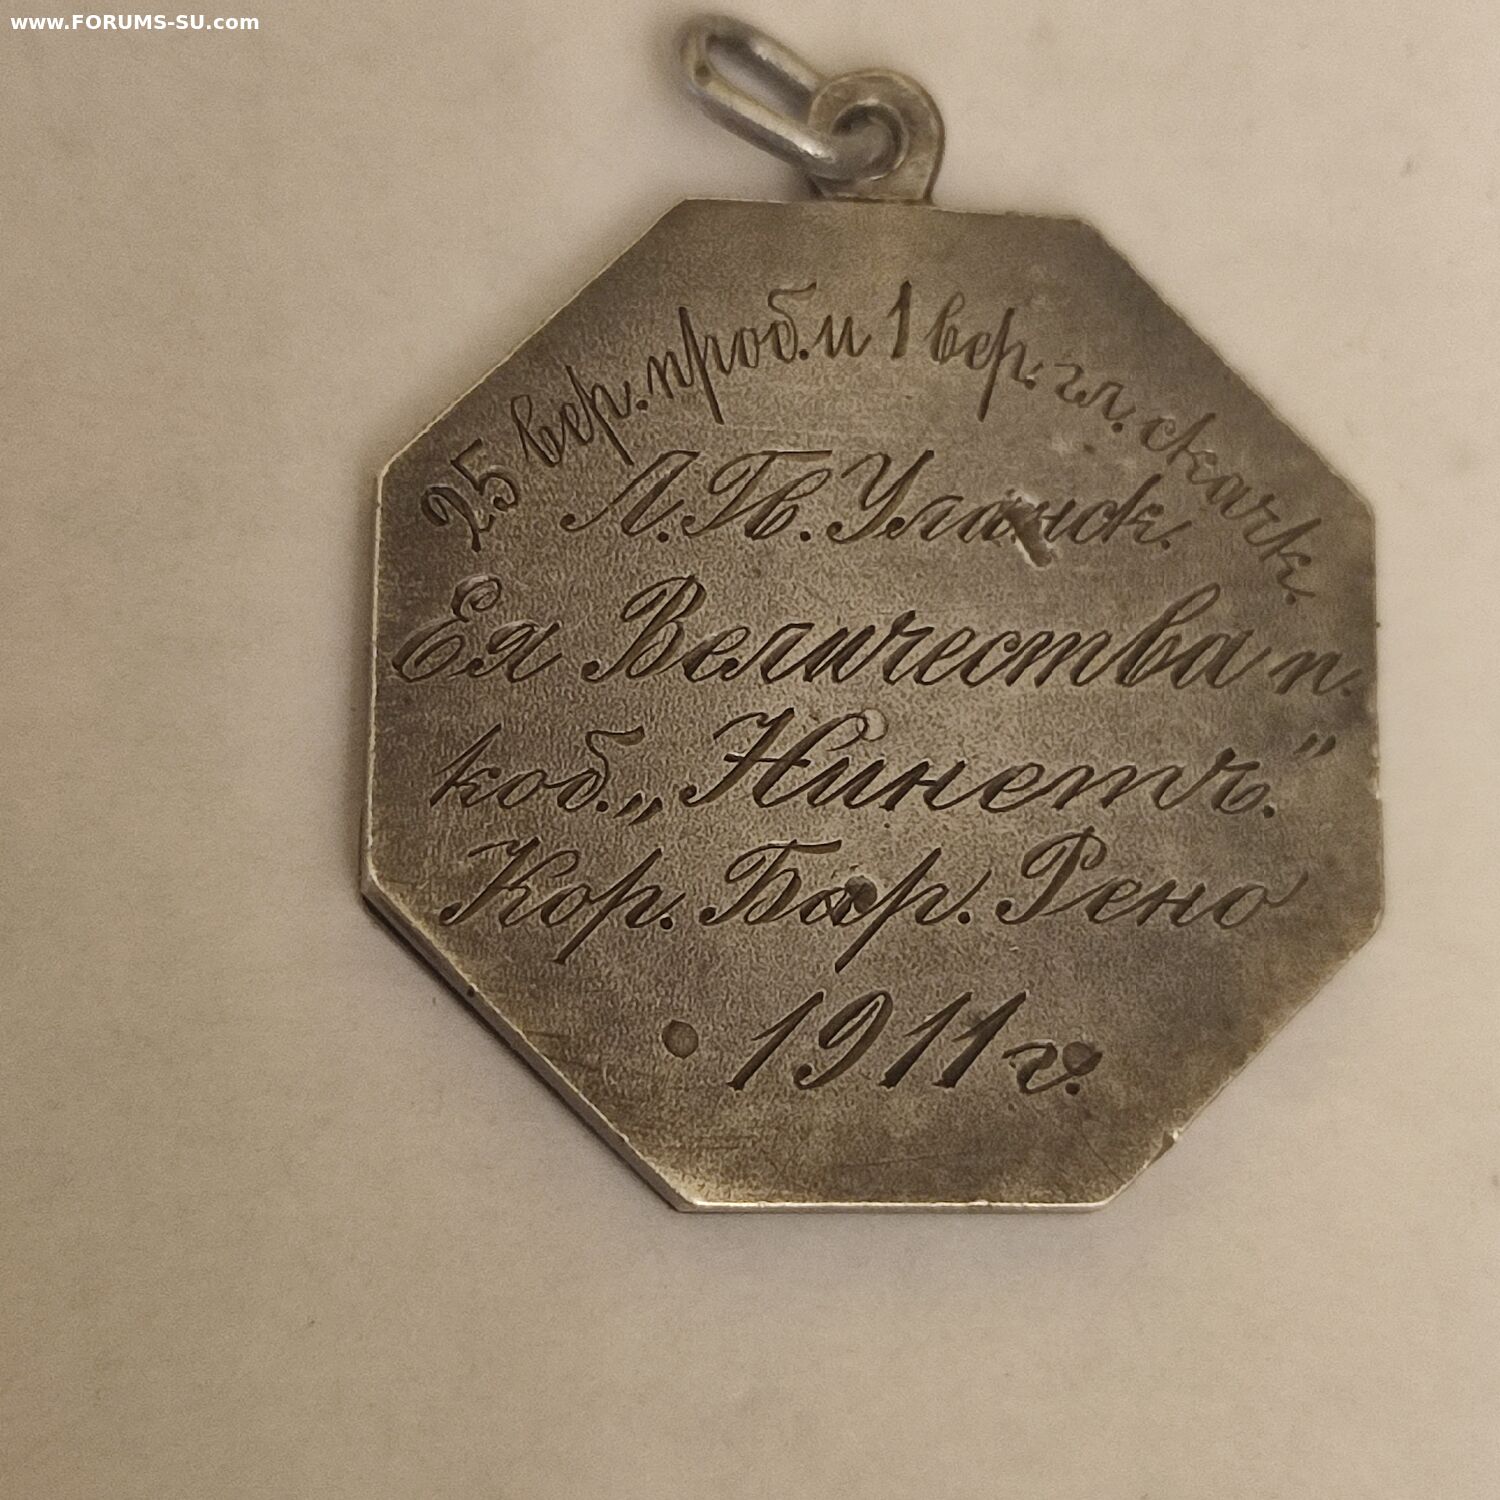 www.FORUMS-SU.com
25 вер. проб. и 1 вер. гл. скачк.
Л. Гв. Уланск.
Ея Величества п.
коб. „Нинетъ."
Кор. Бар. Рено
1911 г.